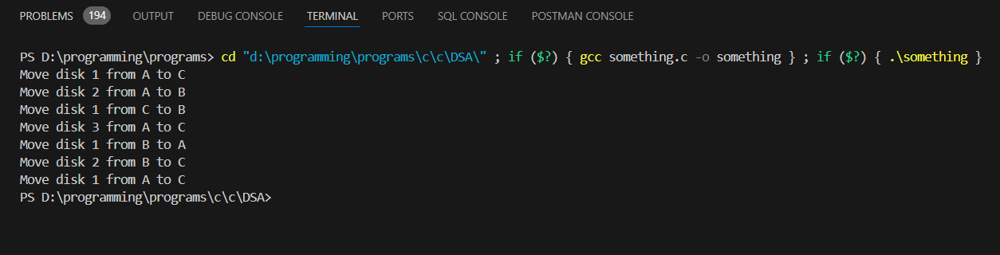 PROBLEMS 194 OUTPUT DEBUG CONSOLE TERMINAL PORTS SQL CONSOLE POSTMAN CONSOLE
PS D:\programming\programs> cd "d:\programming\programs\c\c\DSA\" ; if ($?) { gcc something.c -o something } ; if ($?) { .\something }
Move disk 1 from A to C
Move disk 2 from A to B
Move disk 1 from C to B
Move disk 3 from A to C
Move disk 1 from B to A
Move disk 2 from B to C
Move disk 1 from A to C
PS D:\programming\programs\c\c\DSA>